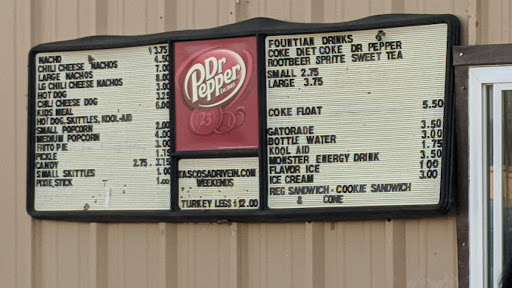 NACHO $3.75
CHILI CHEESE NACHOS 4.50
LARGE NACHOS 7.00
LG CHILI CHEESE NACHOS 8.00
HOT DOG 3.00
CHILI CHEESE DOG 3.25
KIDS MEAL 6.00
HOT DOG, SKITTLES, KOOL-AID
SMALL POPCORN 2.00
MEDIUM POPCORN 4.00
FRITO PIE 3.00
PICKLE 1.15
CANDY 2.75
SMALL SKITTLES 1.00
PIXIE STICK 1.00
Dr
Pepper
23
TASCOSADRIVEIN.COM
WEEKENDS
TURKEY LEGS $12.00
FOUNTIAN DRINKS
COKE DIET COKE DR PEPPER
ROOTBEER SPRITE SWEET TEA
SMALL 2.75
LARGE 3.75
COKE FLOAT 5.50
GATORADE 3.50
BOTTLE WATER 3.00
KOOL AID 1.75
MONSTER ENERGY DRINK 3.50
FLAVOR ICE 1.00
ICE CREAM 3.00
REG SANDWICH - COOKIE SANDWICH
& CONE